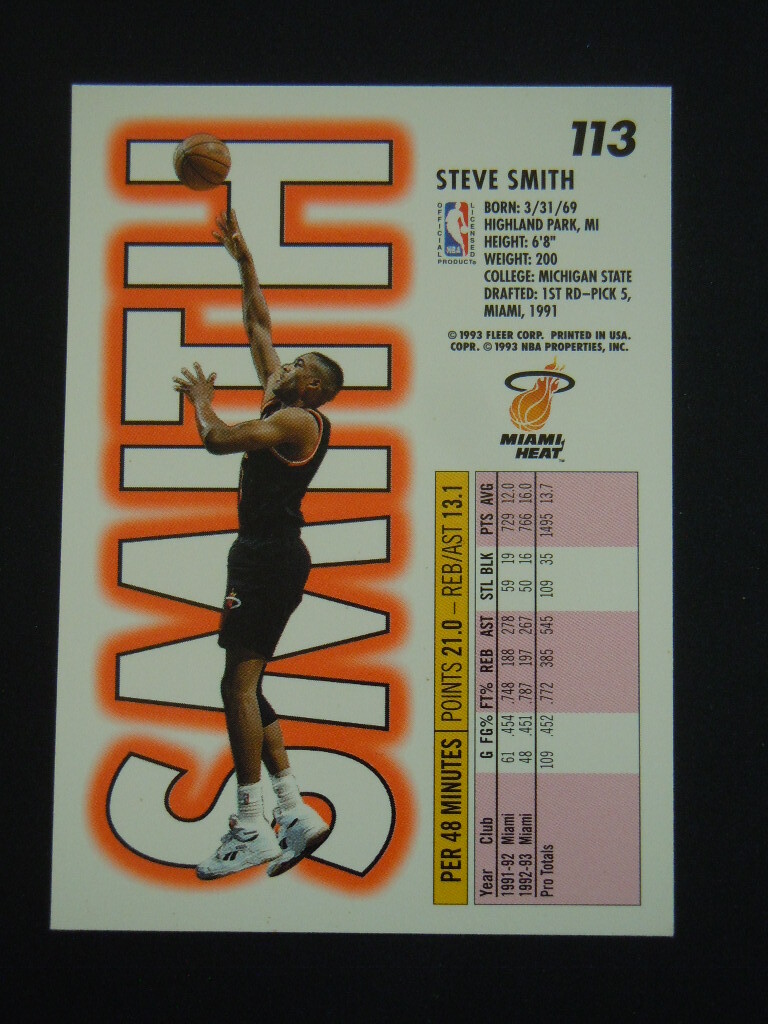 113
STEVE SMITH
OFFICIAL LICENSED
NBA
PRODUCT
BORN: 3/31/69
HIGHLAND PARK, MI
HEIGHT: 6'8"
WEIGHT: 200
COLLEGE: MICHIGAN STATE
DRAFTED: 1ST RD–PICK 5,
MIAMI, 1991
© 1993 FLEER CORP. PRINTED IN USA.
COPR. © 1993 NBA PROPERTIES, INC.
MIAMI
HEAT™
SMITH
PER 48 MINUTES POINTS 21.0 – REB/AST 13.1
Year Club G FG% FT% REB AST STL BLK PTS AVG
1991-92 Miami 61 .454 .748 188 278 59 19 729 12.0
1992-93 Miami 48 .451 .787 197 267 50 16 766 16.0
Pro Totals 109 .452 .772 385 545 109 35 1495 13.7